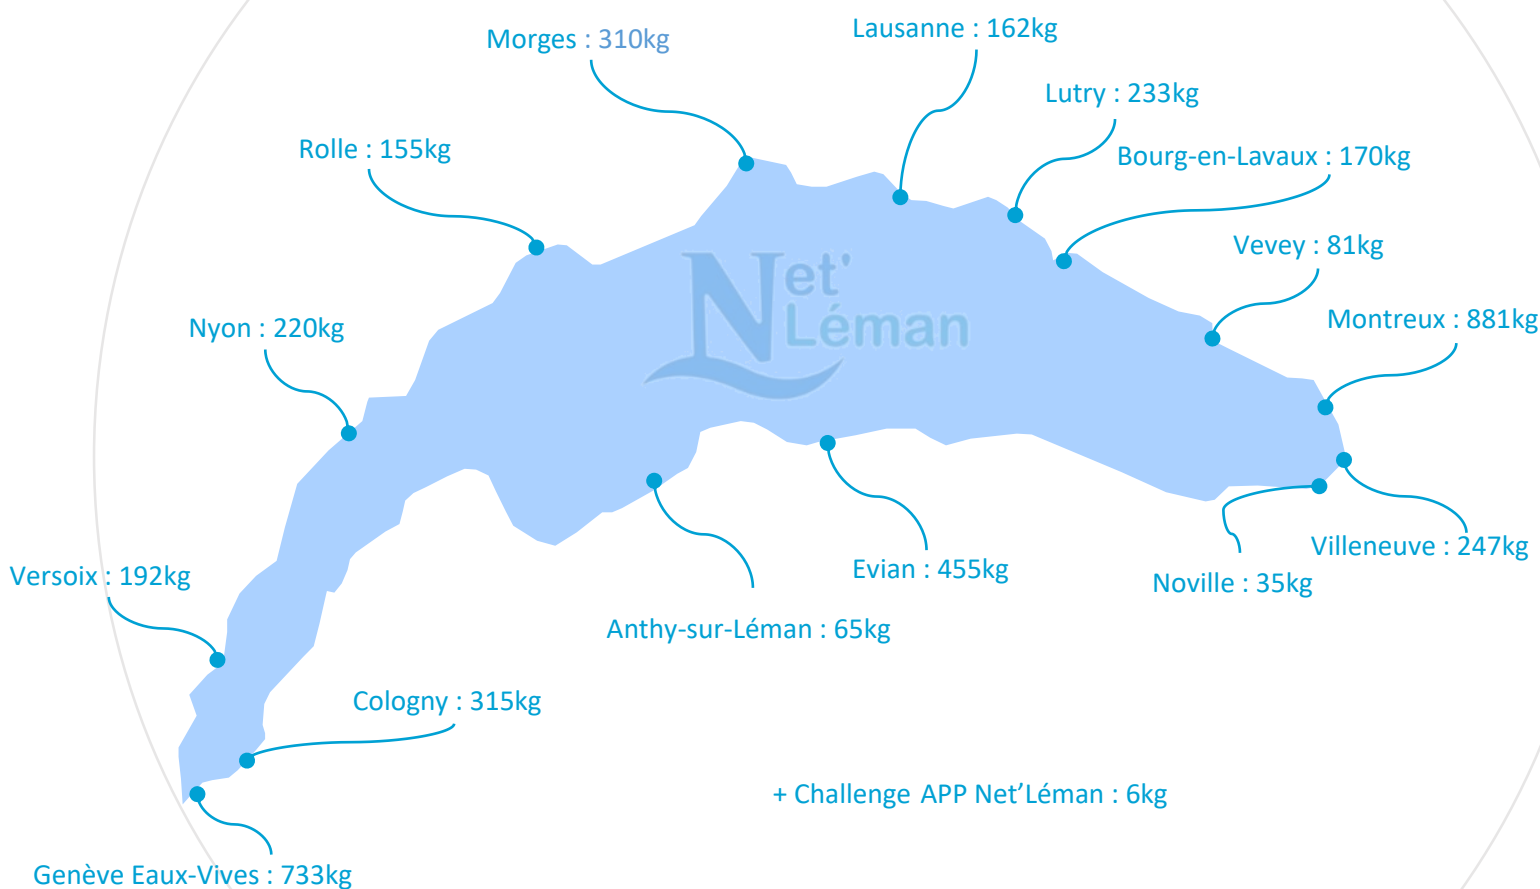 Lausanne : 162kg
Morges : 310kg
Lutry : 233kg
Rolle : 155kg
Bourg-en-Lavaux : 170kg
Vevey : 81kg
Net'
Léman
Montreux : 881kg
Nyon : 220kg
Villeneuve : 247kg
Evian : 455kg
Versoix : 192kg
Noville : 35kg
Anthy-sur-Léman : 65kg
Cologny : 315kg
+ Challenge APP Net’Léman : 6kg
Genève Eaux-Vives : 733kg